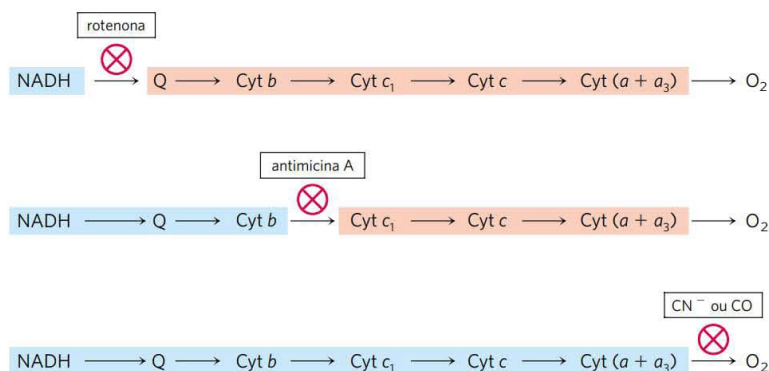 rotenona
NADH → Q → Cyt b → Cyt c₁ → Cyt c → Cyt (a + a₃) → O₂
antimicina A
NADH → Q → Cyt b → Cyt c₁ → Cyt c → Cyt (a + a₃) → O₂
CN⁻ ou CO
NADH → Q → Cyt b → Cyt c₁ → Cyt c → Cyt (a + a₃) → O₂